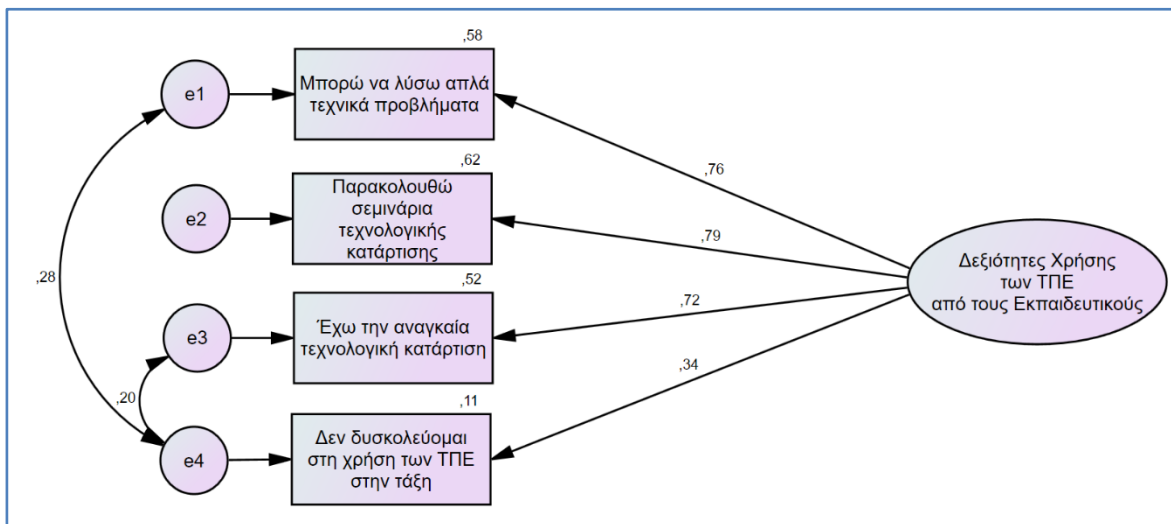 ,58
e1
Μπορώ να λύσω απλά
τεχνικά προβλήματα
,76
,62
e2
Παρακολουθώ
σεμινάρια
τεχνολογικής
κατάρτισης
,79
,28
Δεξιότητες Χρήσης
των ΤΠΕ
από τους Εκπαιδευτικούς
,52
e3
Έχω την αναγκαία
τεχνολογική κατάρτιση
,72
,34
,20
,11
e4
Δεν δυσκολεύομαι
στη χρήση των ΤΠΕ
στην τάξη